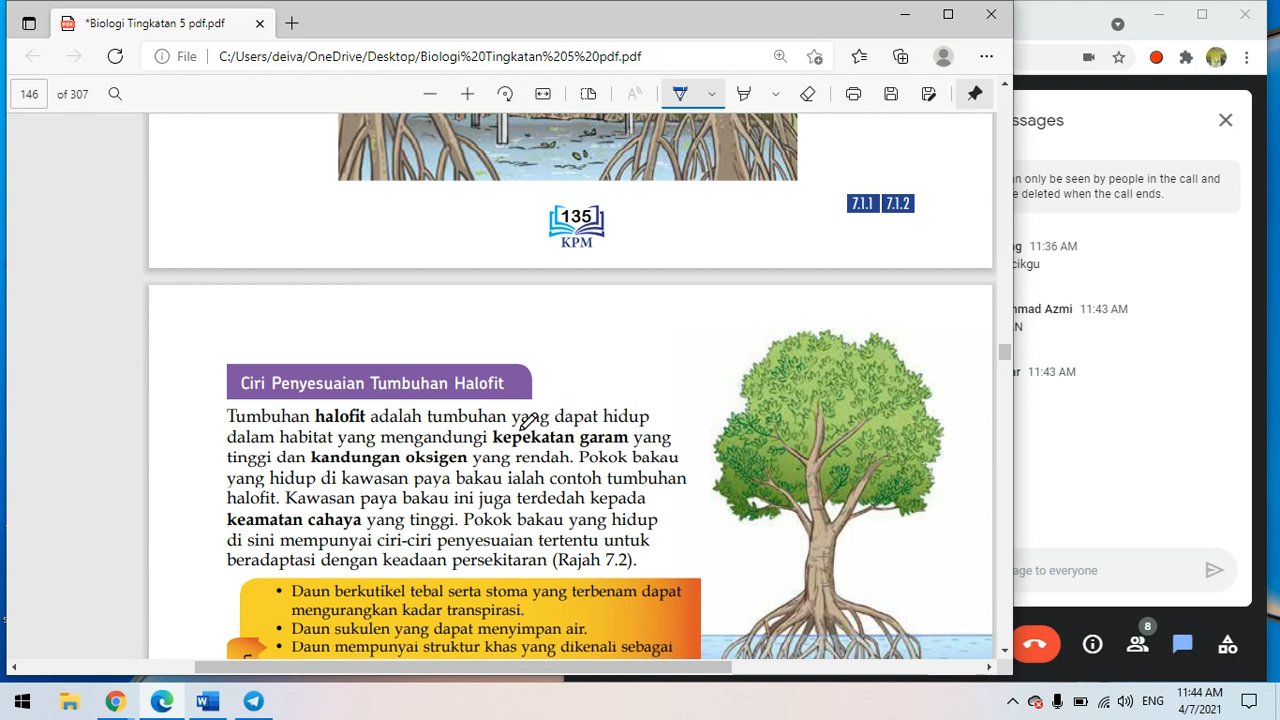 *Biologi Tingkatan 5 pdf.pdf
File
C:/Users/deiva/OneDrive/Desktop/Biologi%20Tingkatan%205%20pdf.pdf
146 of 307
135
KPM
7.1.1 7.1.2
Ciri Penyesuaian Tumbuhan Halofit
Tumbuhan halofit adalah tumbuhan yang dapat hidup
dalam habitat yang mengandungi kepekatan garam yang
tinggi dan kandungan oksigen yang rendah. Pokok bakau
yang hidup di kawasan paya bakau ialah contoh tumbuhan
halofit. Kawasan paya bakau ini juga terdedah kepada
keamatan cahaya yang tinggi. Pokok bakau yang hidup
di sini mempunyai ciri-ciri penyesuaian tertentu untuk
beradaptasi dengan keadaan persekitaran (Rajah 7.2).
• Daun berkutikel tebal serta stoma yang terbenam dapat
mengurangkan kadar transpirasi.
• Daun sukulen yang dapat menyimpan air.
• Daun mempunyai struktur khas yang dikenali sebagai
ssages
n only be seen by people in the call and
e deleted when the call ends.
ng 11:36 AM
cikgu
hmad Azmi 11:43 AM
N
ar 11:43 AM
age to everyone
8
ENG
11:44 AM
4/7/2021